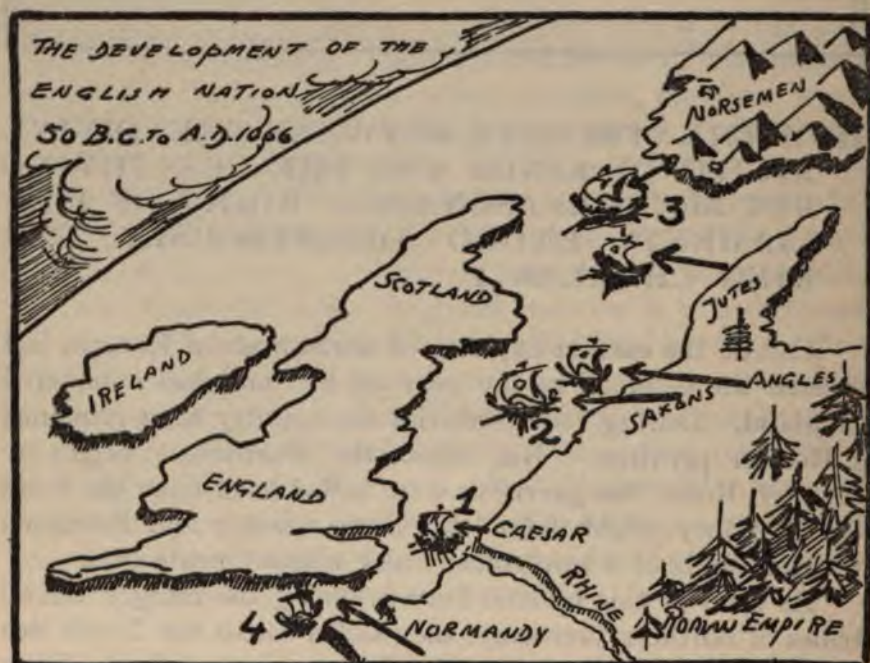 THE DEVELOPMENT OF THE
ENGLISH NATION
50 B.C. TO A.D. 1066
NORSEMEN
3
SCOTLAND
JUTES
IRELAND
ANGLES
SAXONS
2
ENGLAND
1
CAESAR
RHINE
4
NORMANDY
ROMAN EMPIRE